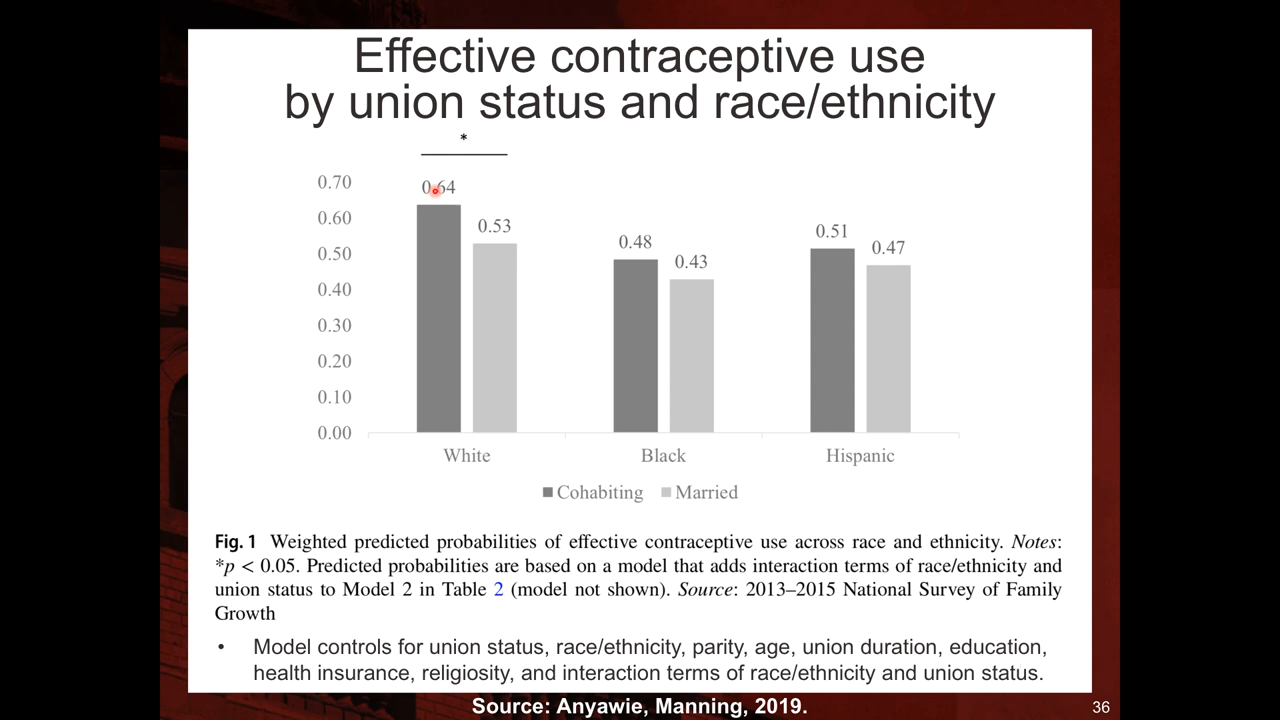 Effective contraceptive use
by union status and race/ethnicity
*
0.70
0.60
0.50
0.40
0.30
0.20
0.10
0.00
0.64
0.53
0.48
0.43
0.51
0.47
White Black Hispanic
Cohabiting Married
Fig. 1 Weighted predicted probabilities of effective contraceptive use across race and ethnicity. Notes:
*p < 0.05. Predicted probabilities are based on a model that adds interaction terms of race/ethnicity and
union status to Model 2 in Table 2 (model not shown). Source: 2013–2015 National Survey of Family
Growth
• Model controls for union status, race/ethnicity, parity, age, union duration, education,
health insurance, religiosity, and interaction terms of race/ethnicity and union status.
Source: Anyawie, Manning, 2019.
36